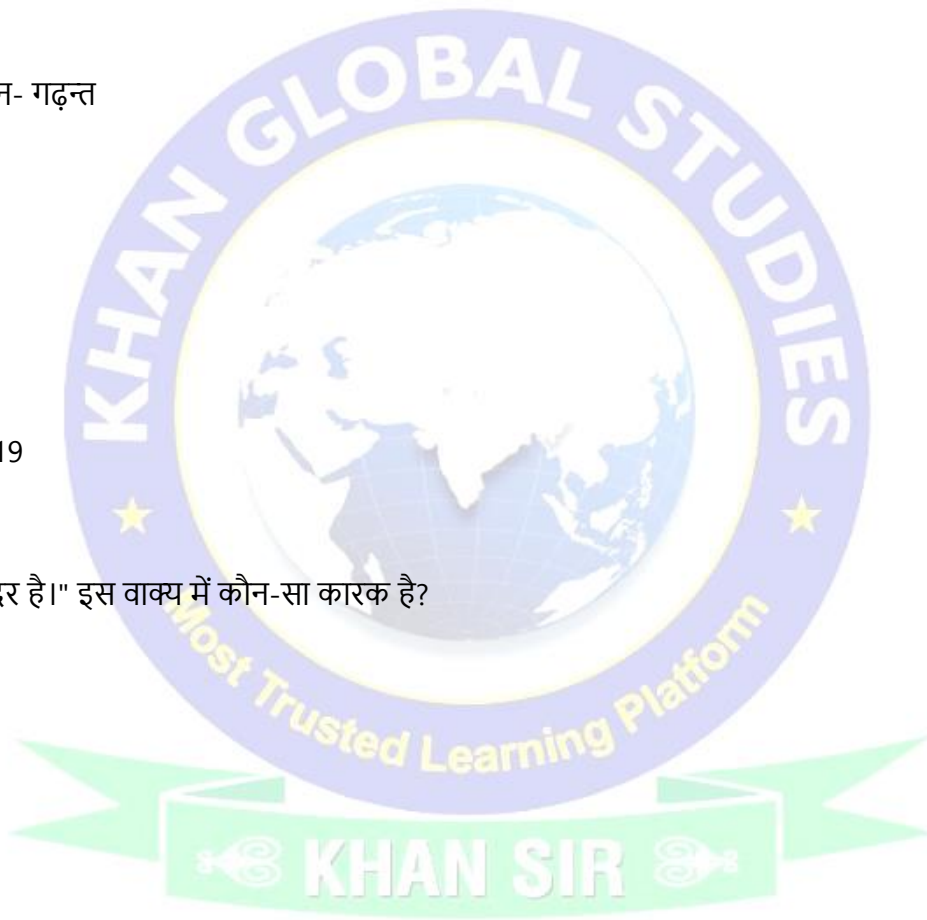 न- गढ़न्त
KHAN GLOBAL STUDIES
19
दर है।" इस वाक्य में कौन-सा कारक है?
Most Trusted Learning Platform
KHAN SIR